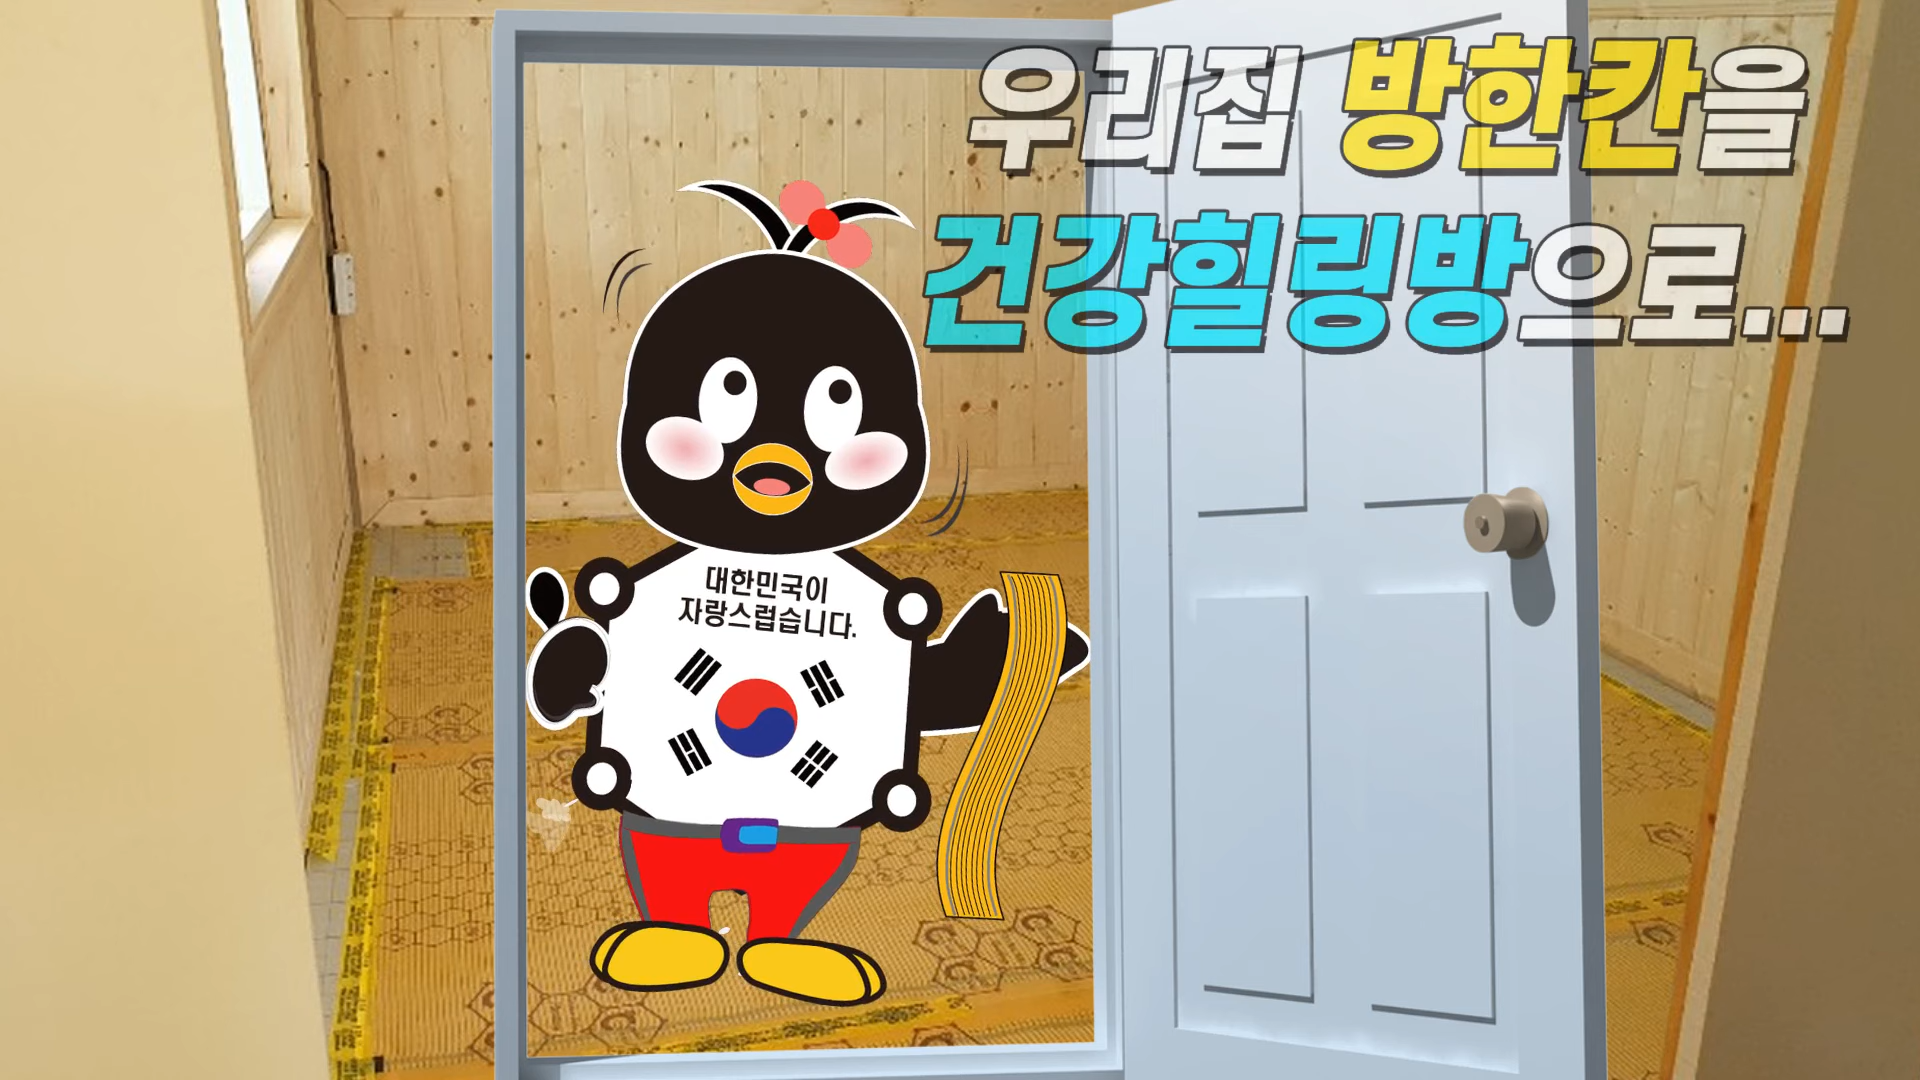 우리집 방한칸을
건강힐링방으로...
대한민국이
자랑스럽습니다.